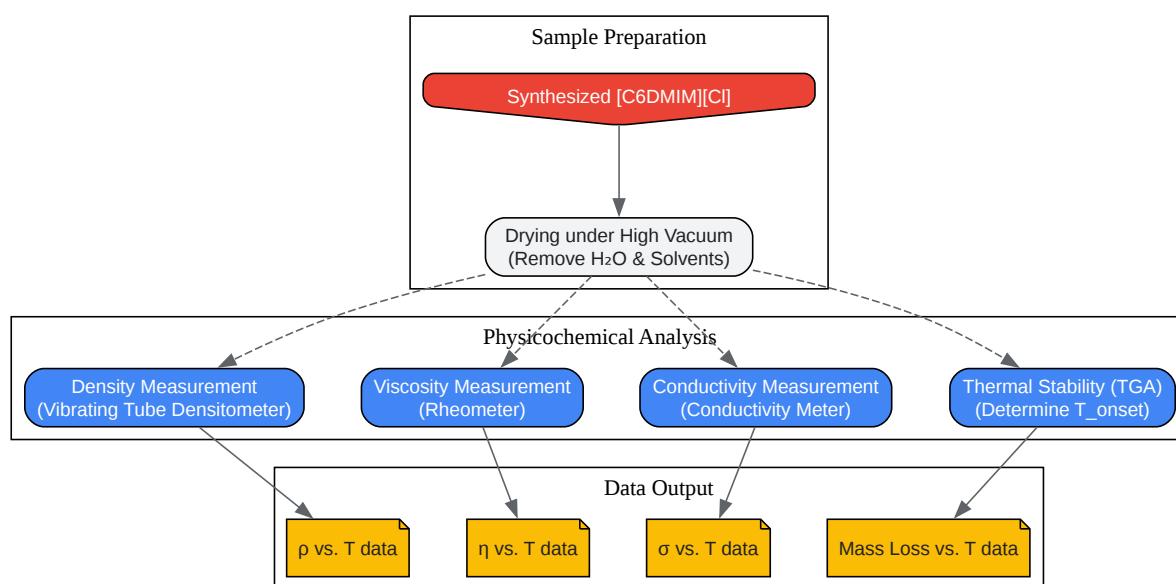 Sample Preparation
Synthesized [C6DMIM][Cl]
Drying under High Vacuum
(Remove H₂O & Solvents)
Physicochemical Analysis
Density Measurement
(Vibrating Tube Densitometer)
Viscosity Measurement
(Rheometer)
Conductivity Measurement
(Conductivity Meter)
Thermal Stability (TGA)
(Determine T_onset)
Data Output
ρ vs. T data
η vs. T data
σ vs. T data
Mass Loss vs. T data